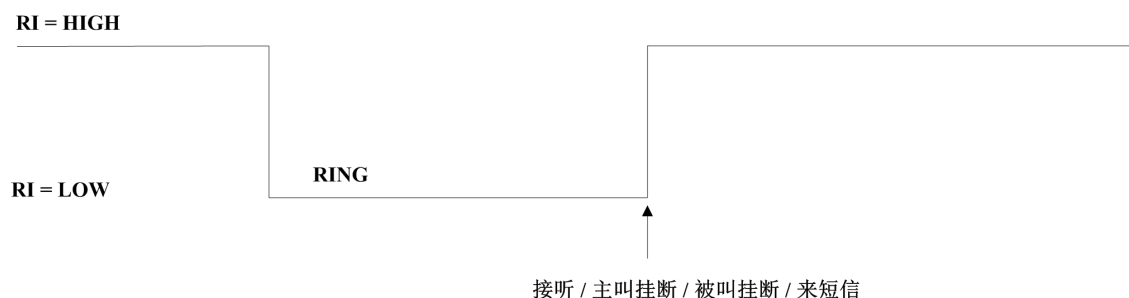 RI = HIGH
RING
RI = LOW
接听 / 主叫挂断 / 被叫挂断 / 来短信